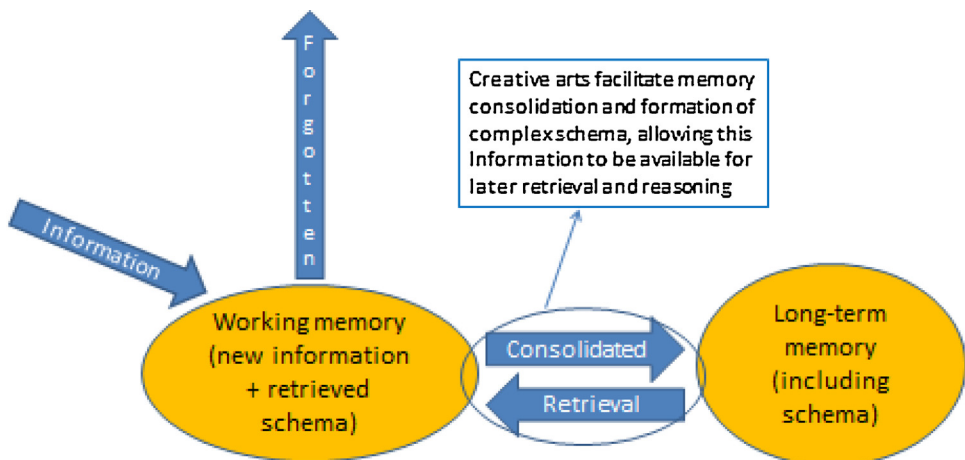 Forgotten
Creative arts facilitate memory
consolidation and formation of
complex schema, allowing this
Information to be available for
later retrieval and reasoning
Information
Working memory
(new information
+ retrieved
schema)
Consolidated
Retrieval
Long-term
memory
(including
schema)